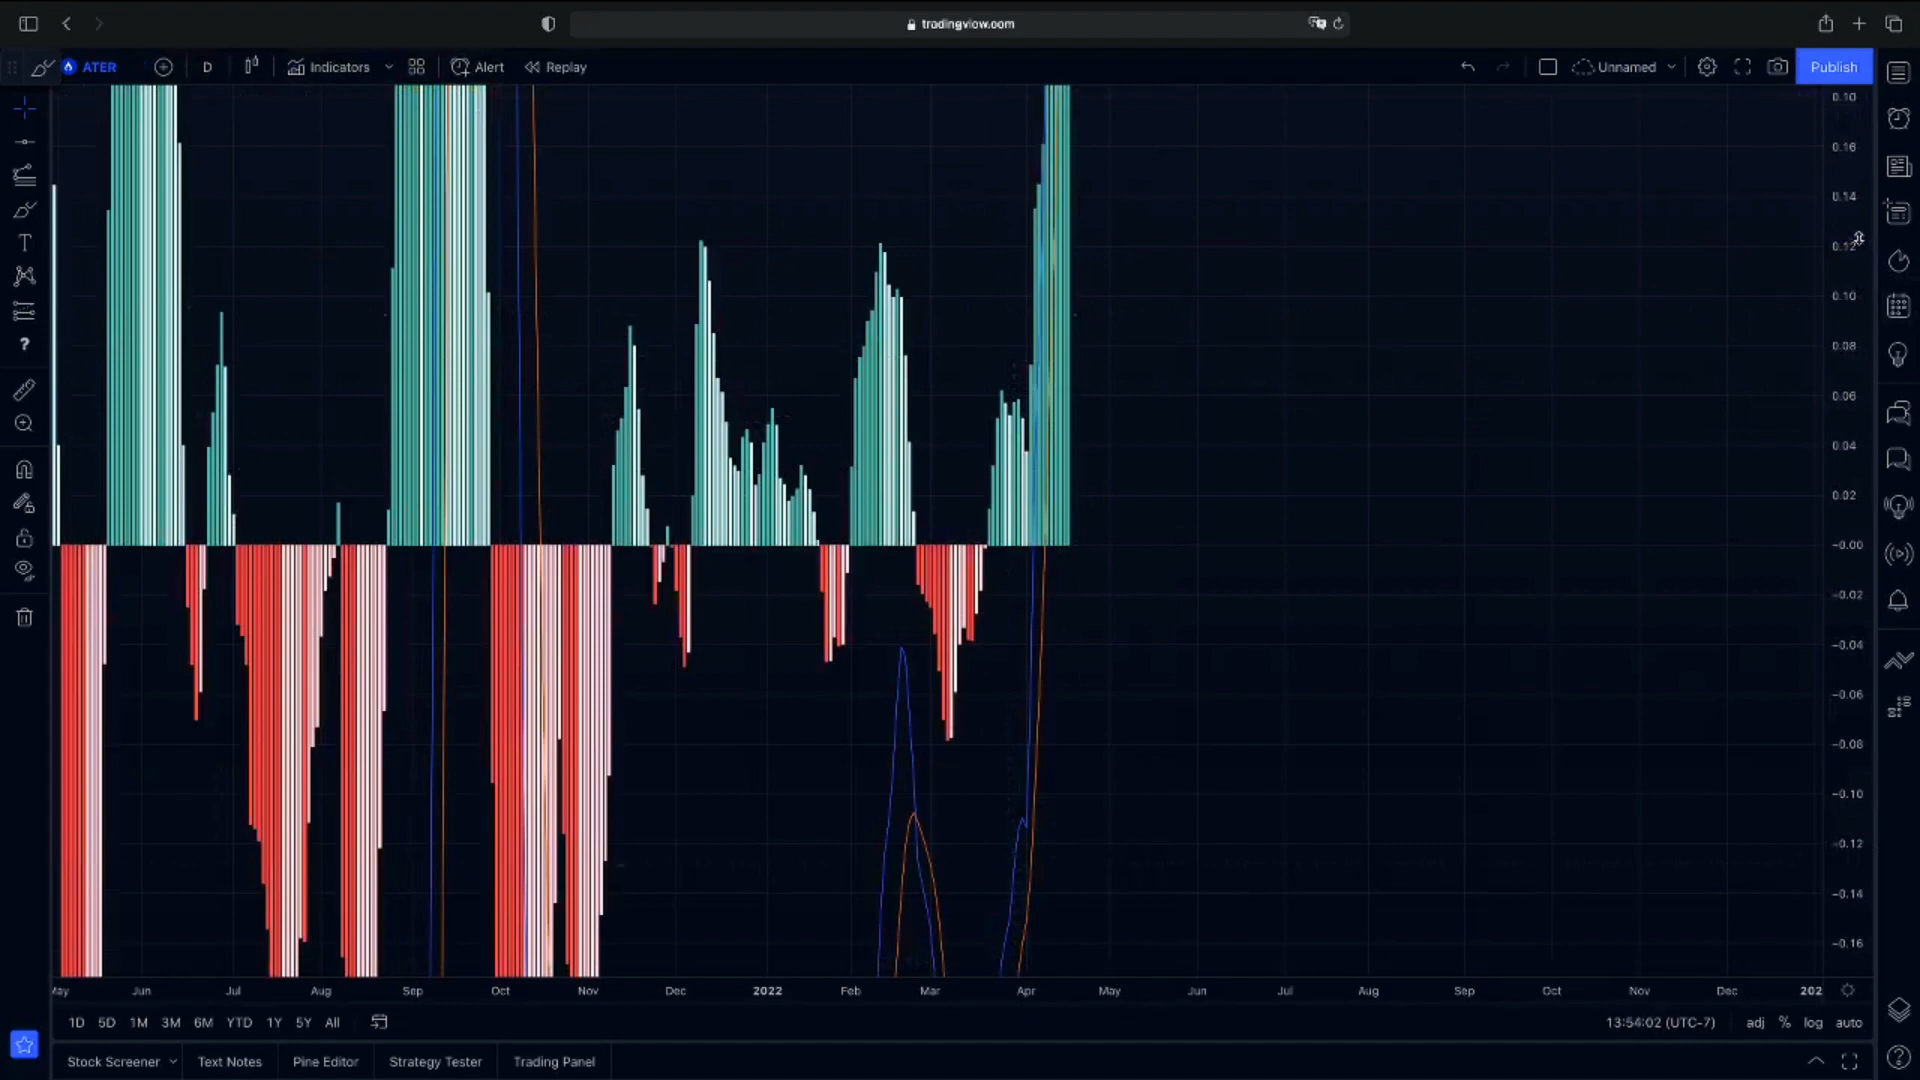 tradingview.com
ATER
D
Indicators
Alert
Replay
Unnamed
Publish
0.16
0.14
0.12
0.10
0.08
0.06
0.04
0.02
−0.00
−0.02
−0.04
−0.06
−0.08
−0.10
−0.12
−0.14
−0.16
May Jun Jul Aug Sep Oct Nov Dec 2022 Feb Mar Apr May Jun Jul Aug Sep Oct Nov Dec 202
1D 5D 1M 3M 6M YTD 1Y 5Y All
13:54:02 (UTC-7) adj % log auto
Stock Screener Text Notes Pine Editor Strategy Tester Trading Panel